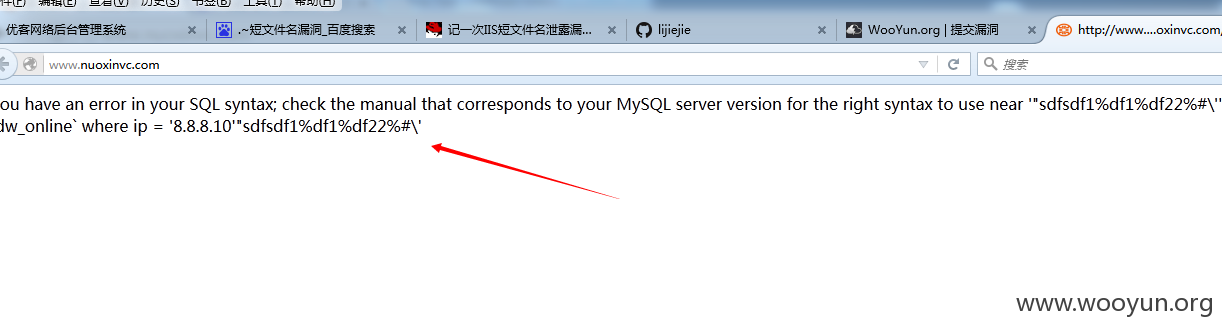 件(F) 编辑(E) 查看(V) 历史(S) 书签(B) 工具(T) 帮助(H)
优客网络后台管理系统 × .~短文件名漏洞_百度搜索 × 记一次IIS短文件名泄露漏... × lijiejie × WooYun.org | 提交漏洞 × http://www....oxinvc.com/
www.nuoxinvc.com 搜索
ou have an error in your SQL syntax; check the manual that corresponds to your MySQL server version for the right syntax to use near '"sdfsdf1%df1%df22%#\''
dw_online` where ip = '8.8.8.10'"sdfsdf1%df1%df22%#\'
www.wooyun.org